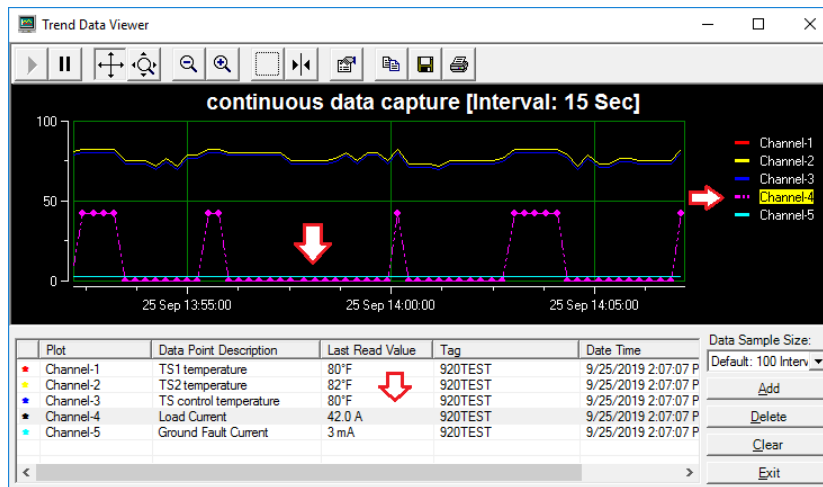 Trend Data Viewer
continuous data capture [Interval: 15 Sec]
100
50
0
25 Sep 13:55:00 25 Sep 14:00:00 25 Sep 14:05:00
Channel-1
Channel-2
Channel-3
Channel-4
Channel-5
Plot Data Point Description Last Read Value Tag Date Time
Channel-1 TS1 temperature 80°F 920TEST 9/25/2019 2:07:07 P
Channel-2 TS2 temperature 82°F 920TEST 9/25/2019 2:07:07 P
Channel-3 TS control temperature 80°F 920TEST 9/25/2019 2:07:07 P
Channel-4 Load Current 42.0 A 920TEST 9/25/2019 2:07:07 P
Channel-5 Ground Fault Current 3 mA 920TEST 9/25/2019 2:07:07 P
Data Sample Size:
Default: 100 Interv
Add
Delete
Clear
Exit